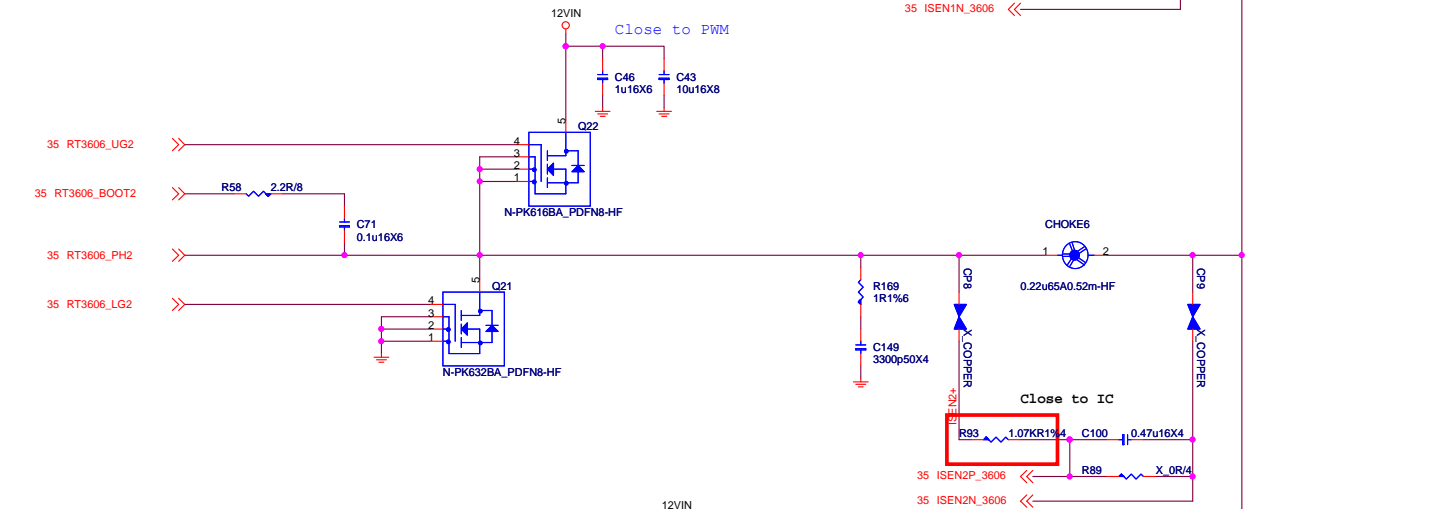 35 ISEN1N_3606
12VIN
Close to PWM
C46
1u16X6
C43
10u16X8
5
Q22
35 RT3606_UG2
4
3
2
1
N-PK616BA_PDFN8-HF
35 RT3606_BOOT2
R58
2.2R/8
C71
0.1u16X6
35 RT3606_PH2
CHOKE6
1
2
0.22u65A0.52m-HF
5
Q21
35 RT3606_LG2
4
3
2
1
N-PK632BA_PDFN8-HF
R169
1R1%6
C149
3300p50X4
CP8
X_COPPER
CP9
X_COPPER
Close to IC
ISEN2+
R93
1.07KR1%4
C100
0.47u16X4
35 ISEN2P_3606
R89
X_0R/4
35 ISEN2N_3606
12VIN